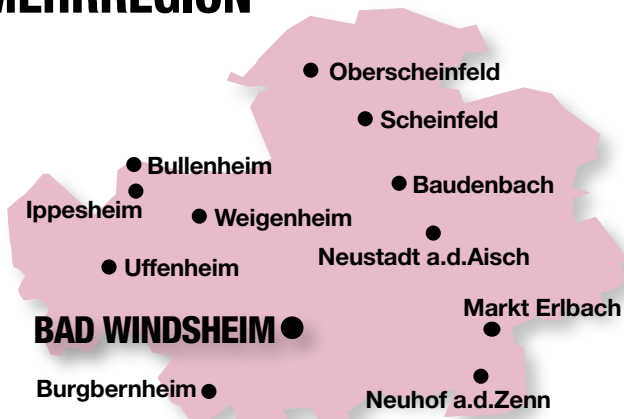 MEHRREGION
Oberscheinfeld
Scheinfeld
Bullenheim
Baudenbach
Ippesheim
Weigenheim
Neustadt a.d.Aisch
Uffenheim
Markt Erlbach
BAD WINDSHEIM
Burgbernheim
Neuhof a.d.Zenn